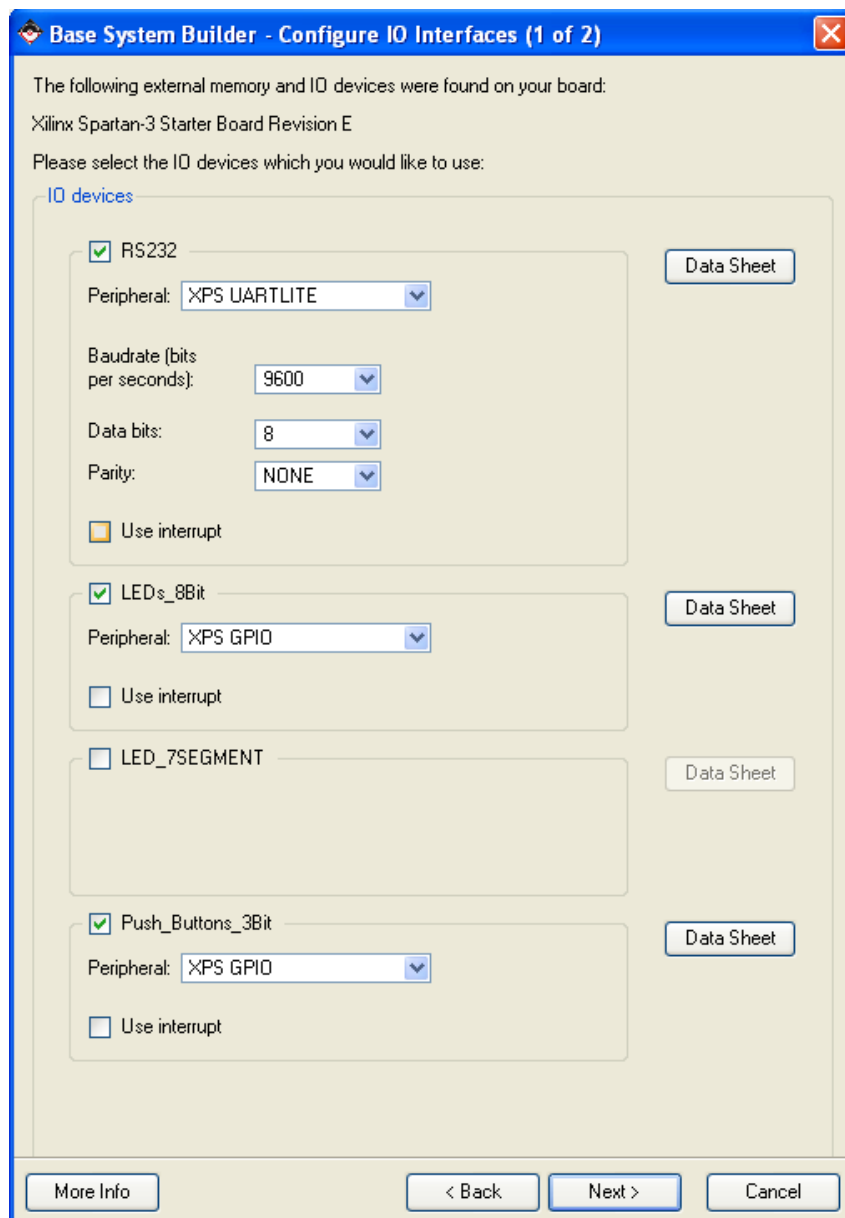 Base System Builder - Configure IO Interfaces (1 of 2)
The following external memory and IO devices were found on your board:
Xilinx Spartan-3 Starter Board Revision E
Please select the IO devices which you would like to use:
IO devices
RS232
Data Sheet
Peripheral: XPS UARTLITE
Baudrate (bits
per seconds): 9600
Data bits: 8
Parity: NONE
Use interrupt
LEDs_8Bit
Data Sheet
Peripheral: XPS GPIO
Use interrupt
LED_7SEGMENT
Data Sheet
Push_Buttons_3Bit
Data Sheet
Peripheral: XPS GPIO
Use interrupt
More Info < Back Next > Cancel